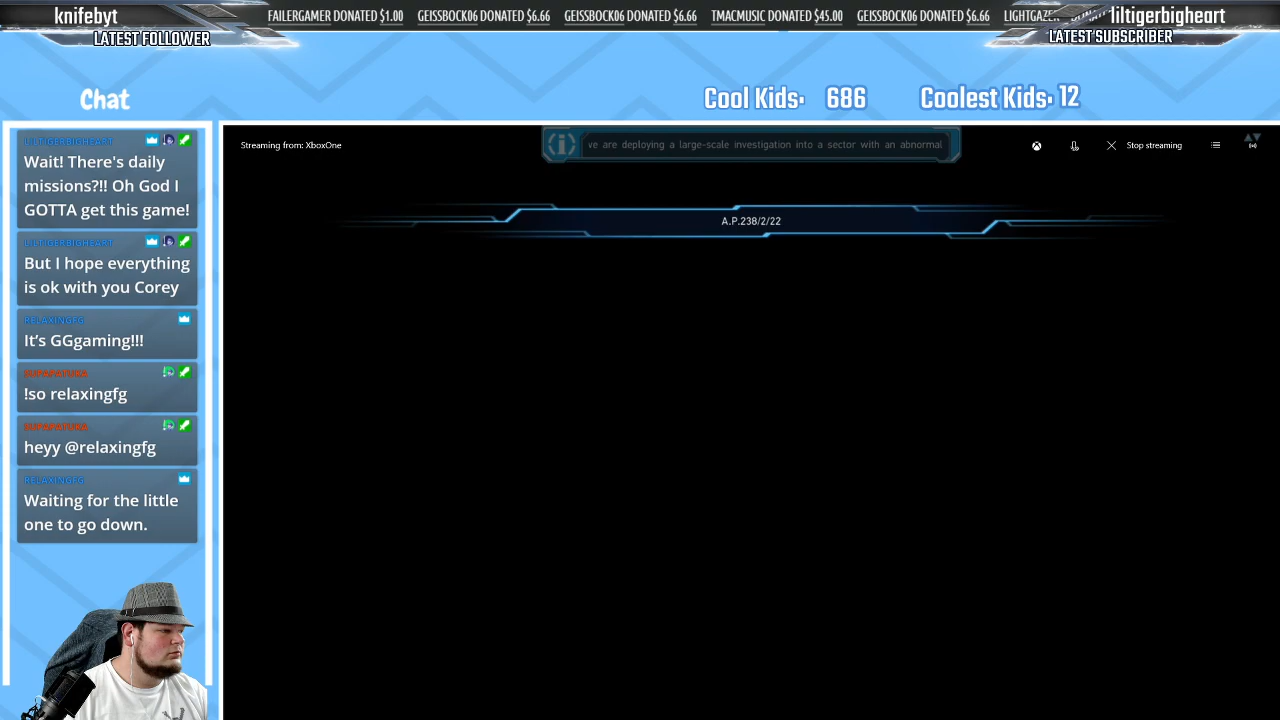 knifebyt
LATEST FOLLOWER
FAILERGAMER DONATED $1.00 GEISSBOCK06 DONATED $6.66 GEISSBOCK06 DONATED $6.66 TMACMUSIC DONATED $45.00 GEISSBOCK06 DONATED $6.66
liltigerbigheart
LATEST SUBSCRIBER
Chat
Cool Kids: 686
Coolest Kids: 12
LILTIGERBIGHEART
Wait! There's daily
missions?!! Oh God I
GOTTA get this game!
LILTIGERBIGHEART
But I hope everything
is ok with you Corey
RELAXINGFG
It's GGgaming!!!
!so relaxingfg
heyy @relaxingfg
RELAXINGFG
Waiting for the little
one to go down.
Streaming from: XboxOne
ve are deploying a large-scale investigation into a sector with an abnormal
Stop streaming
A.P.238/2/22